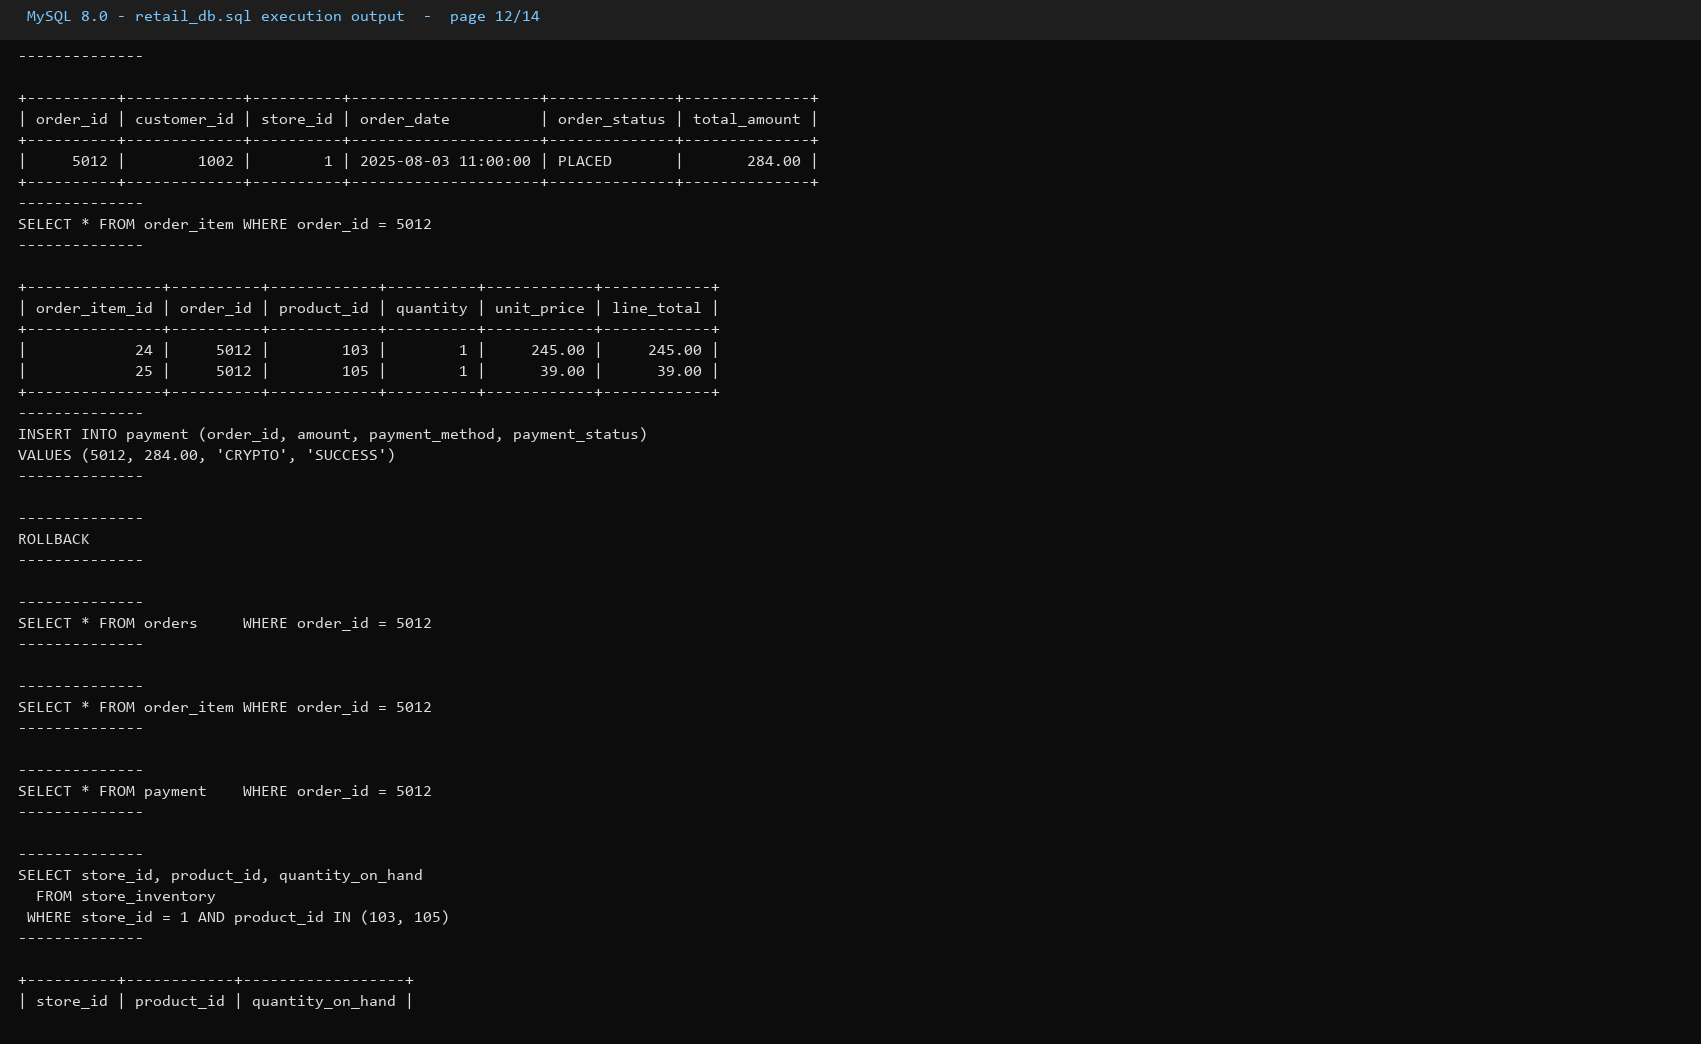 MySQL 8.0 - retail_db.sql execution output  -  page 12/14
--------------

+----------+-------------+----------+---------------------+--------------+--------------+
| order_id | customer_id | store_id | order_date          | order_status | total_amount |
+----------+-------------+----------+---------------------+--------------+--------------+
|     5012 |        1002 |        1 | 2025-08-03 11:00:00 | PLACED       |       284.00 |
+----------+-------------+----------+---------------------+--------------+--------------+
--------------
SELECT * FROM order_item WHERE order_id = 5012
--------------

+---------------+----------+------------+----------+------------+------------+
| order_item_id | order_id | product_id | quantity | unit_price | line_total |
+---------------+----------+------------+----------+------------+------------+
|            24 |     5012 |        103 |        1 |     245.00 |     245.00 |
|            25 |     5012 |        105 |        1 |      39.00 |      39.00 |
+---------------+----------+------------+----------+------------+------------+
--------------
INSERT INTO payment (order_id, amount, payment_method, payment_status)
VALUES (5012, 284.00, 'CRYPTO', 'SUCCESS')
--------------

--------------
ROLLBACK
--------------

--------------
SELECT * FROM orders     WHERE order_id = 5012
--------------

--------------
SELECT * FROM order_item WHERE order_id = 5012
--------------

--------------
SELECT * FROM payment    WHERE order_id = 5012
--------------

--------------
SELECT store_id, product_id, quantity_on_hand
  FROM store_inventory
 WHERE store_id = 1 AND product_id IN (103, 105)
--------------

+----------+------------+------------------+
| store_id | product_id | quantity_on_hand |